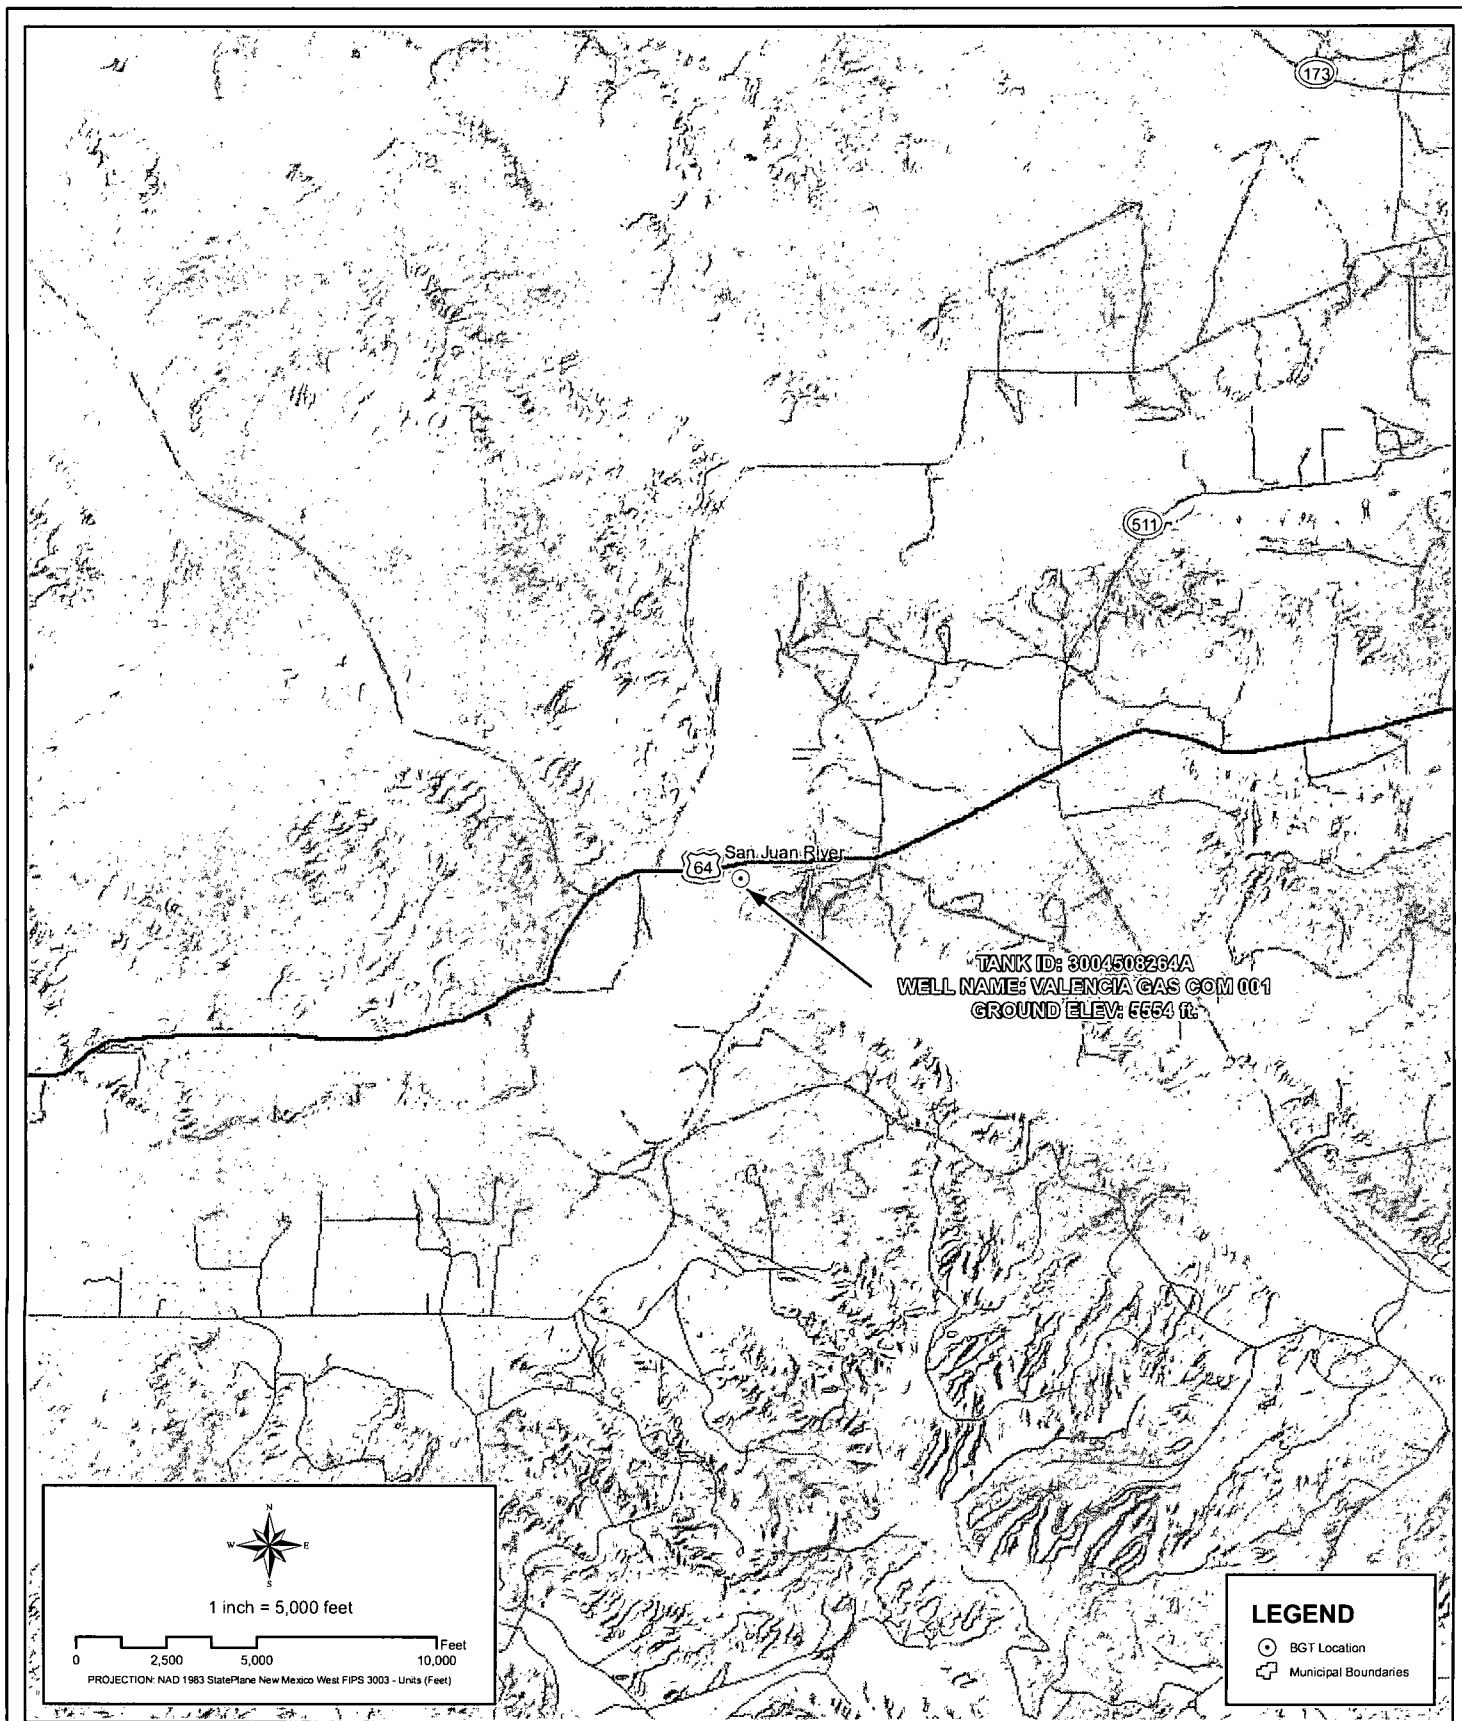 173
511
San Juan River
64
TANK ID: 3004508264A
WELL NAME: VALENCIA GAS COM 001
GROUND ELEV: 5554 ft.
N
W E
S
1 inch = 5,000 feet
Feet
0 2,500 5,000 10,000
PROJECTION: NAD 1983 StatePlane New Mexico West FIPS 3003 - Units (Feet)
LEGEND
BGT Location
Municipal Boundaries